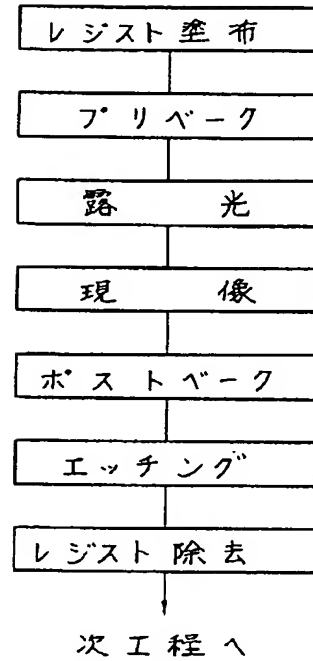 レジスト塗布
プリベーク
露光
現像
ポストベーク
エッチング
レジスト除去
次工程へ